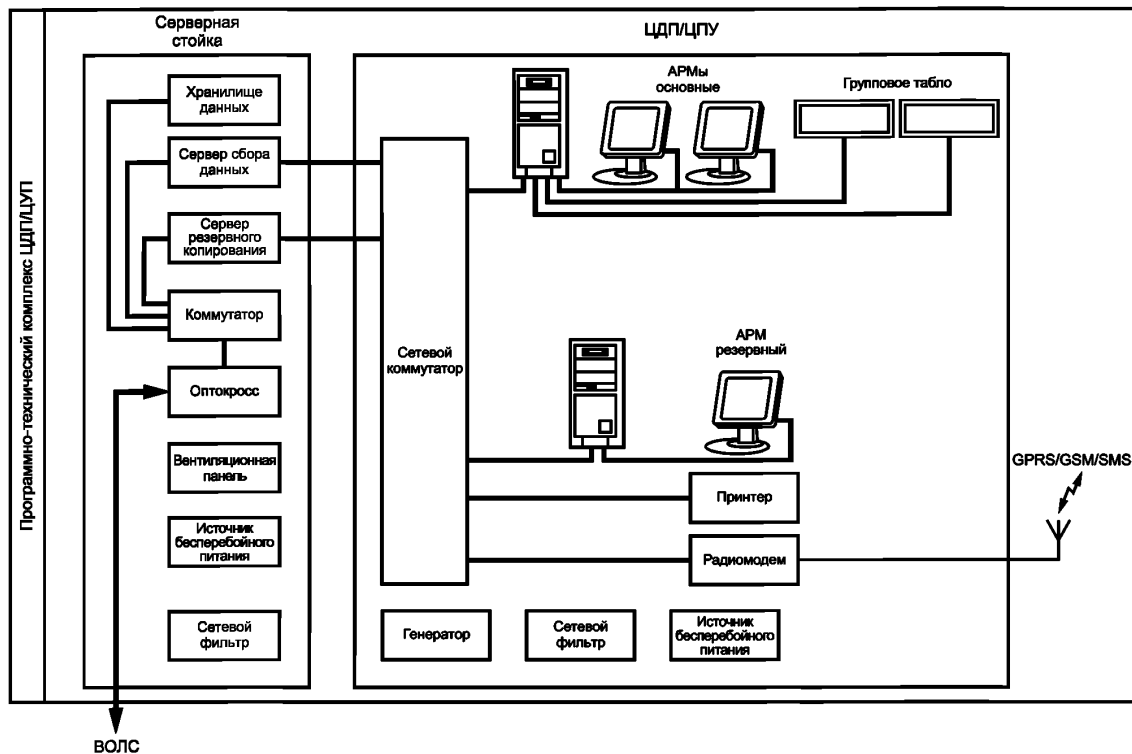 Программно-технический комплекс ЦДП/ЦУП
Серверная
стойка
Хранилище
данных
Сервер сбора
данных
Сервер
резервного
копирования
Коммутатор
Оптокросс
Вентиляционная
панель
Источник
бесперебойного
питания
Сетевой
фильтр
ВОЛС
ЦДП/ЦПУ
АРМы
основные
Групповое табло
Сетевой
коммутатор
АРМ
резервный
Принтер
Радиомодем
GPRS/GSM/SMS
Генератор
Сетевой
фильтр
Источник
бесперебойного
питания